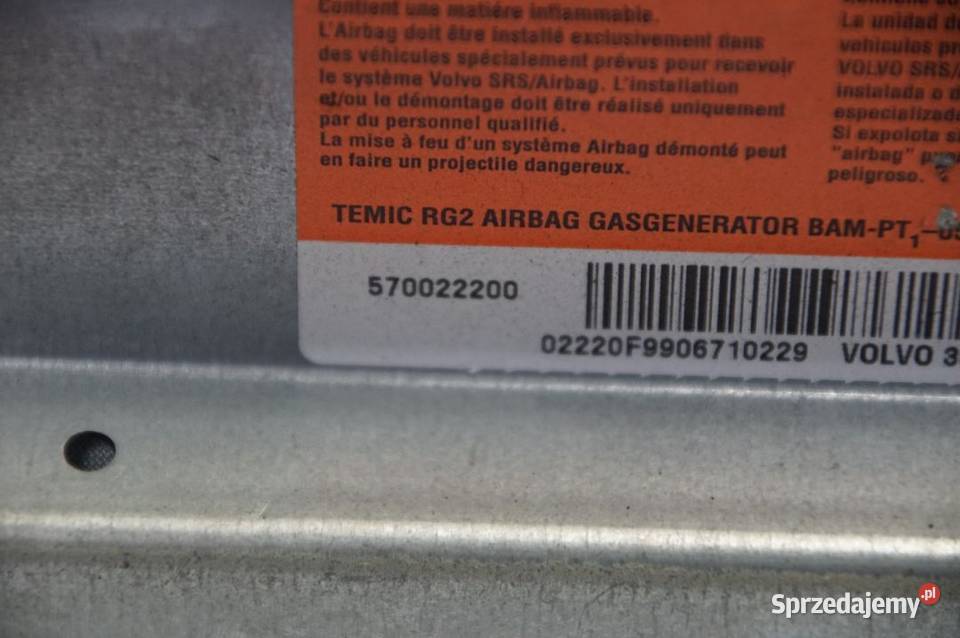 Contient une matière inflammable.
L'Airbag doit être installé exclusivement dans
des véhicules spécialement prévus pour recevoir
le système Volvo SRS/Airbag. L'installation
et/ou le démontage doit être réalisé uniquement
par du personnel qualifié.
La mise à feu d'un système Airbag démonté peut
en faire un projectile dangereux.
La unidad d
vehiculos pr
VOLVO SRS/
instalada o d
especializad
Si expolota si
"airbag"
peligroso.
TEMIC RG2 AIRBAG GASGENERATOR BAM-PT1-
570022200
02220F9906710229 VOLVO 3
Sprzedajemy.pl